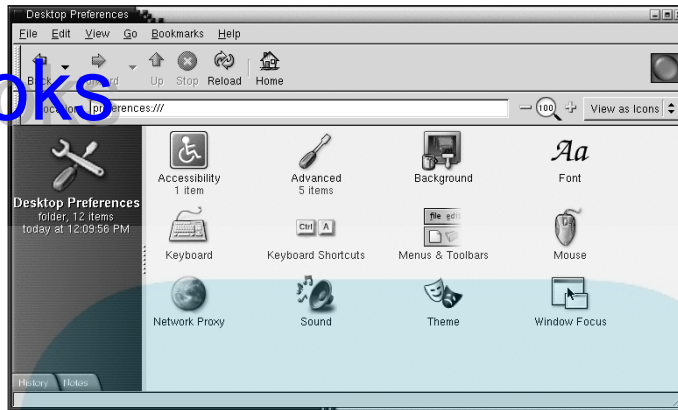 Desktop Preferences
File Edit View Go Bookmarks Help
Up Stop Reload Home
oks
preferences:///
100
View as Icons
Desktop Preferences
folder, 12 items
today at 12:09:56 PM
Accessibility
1 item
Advanced
5 items
Background
Aa
Font
Keyboard
Ctrl A
Keyboard Shortcuts
file edit
Menus & Toolbars
Mouse
Network Proxy
Sound
Theme
Window Focus
History Notes